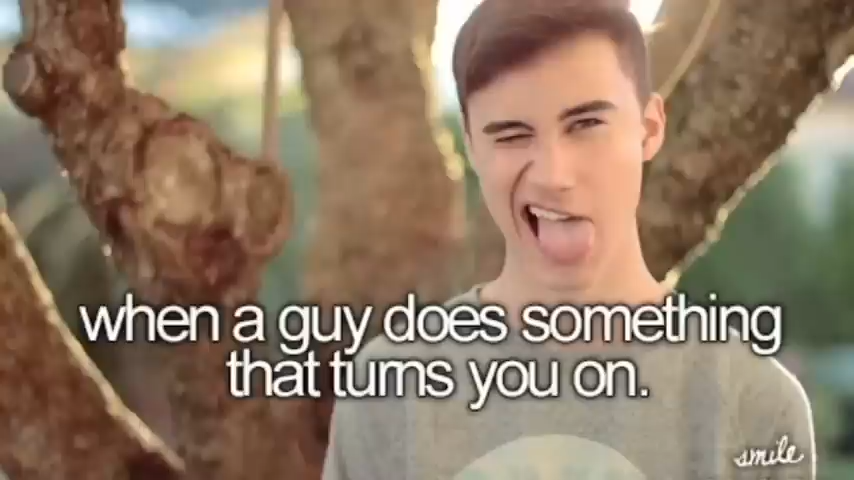 when a guy does something
that turns you on.
smile